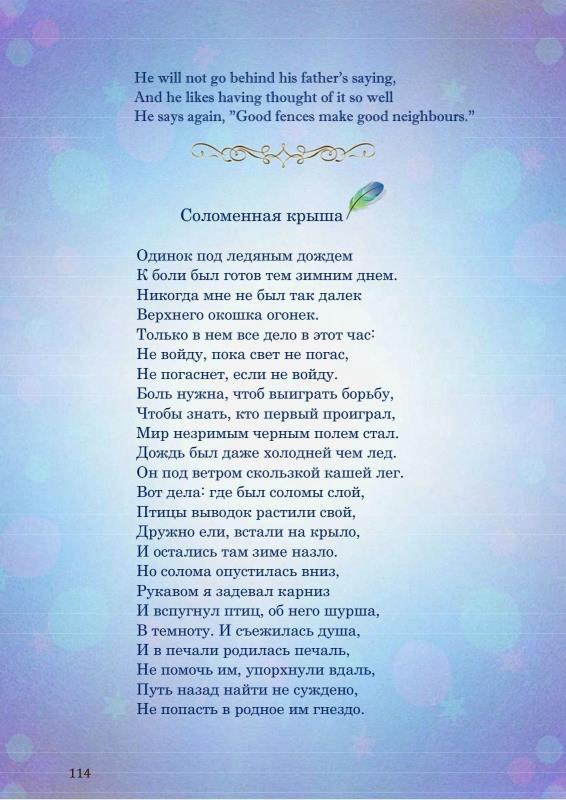 He will not go behind his father's saying,
And he likes having thought of it so well
He says again, "Good fences make good neighbours."
Соломенная крыша
Одинок под ледяным дождем
К боли был готов тем зимним днем.
Никогда мне не был так далек
Верхнего окошка огонек.
Только в нем все дело в этот час:
Не войду, пока свет не погас,
Не погаснет, если не войду.
Боль нужна, чтоб выиграть борьбу,
Чтобы знать, кто первый проиграл,
Мир незримым черным полем стал.
Дождь был даже холодней чем лед.
Он под ветром скользкой кашей лег.
Вот дела: где был соломы слой,
Птицы выводок растили свой,
Дружно ели, встали на крыло,
И остались там зиме назло.
Но солома опустилась вниз,
Рукавом я задевал карниз
И вспугнул птиц, об него шурша,
В темноту. И съежилась душа,
И в печали родилась печаль,
Не помочь им, упорхнули вдаль,
Путь назад найти не суждено,
Не попасть в родное им гнездо.
114